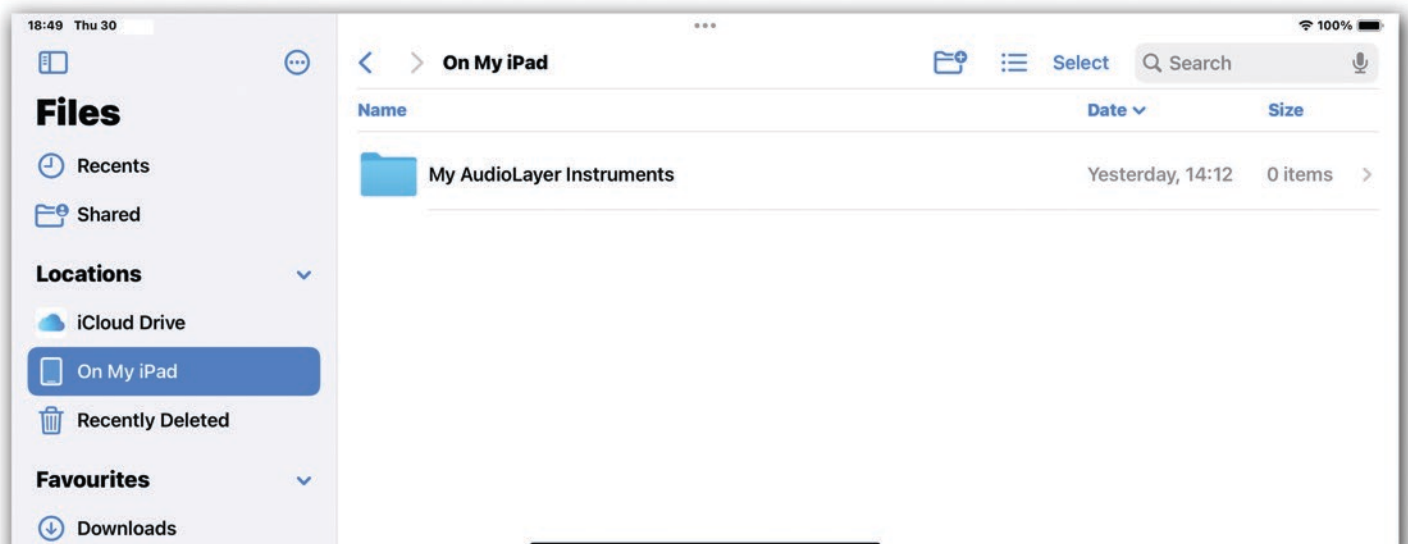 18:49 Thu 30
100%
Files
Recents
Shared
Locations
iCloud Drive
On My iPad
Recently Deleted
Favourites
Downloads
On My iPad
Select
Search
Name
Date
Size
My AudioLayer Instruments
Yesterday, 14:12
0 items